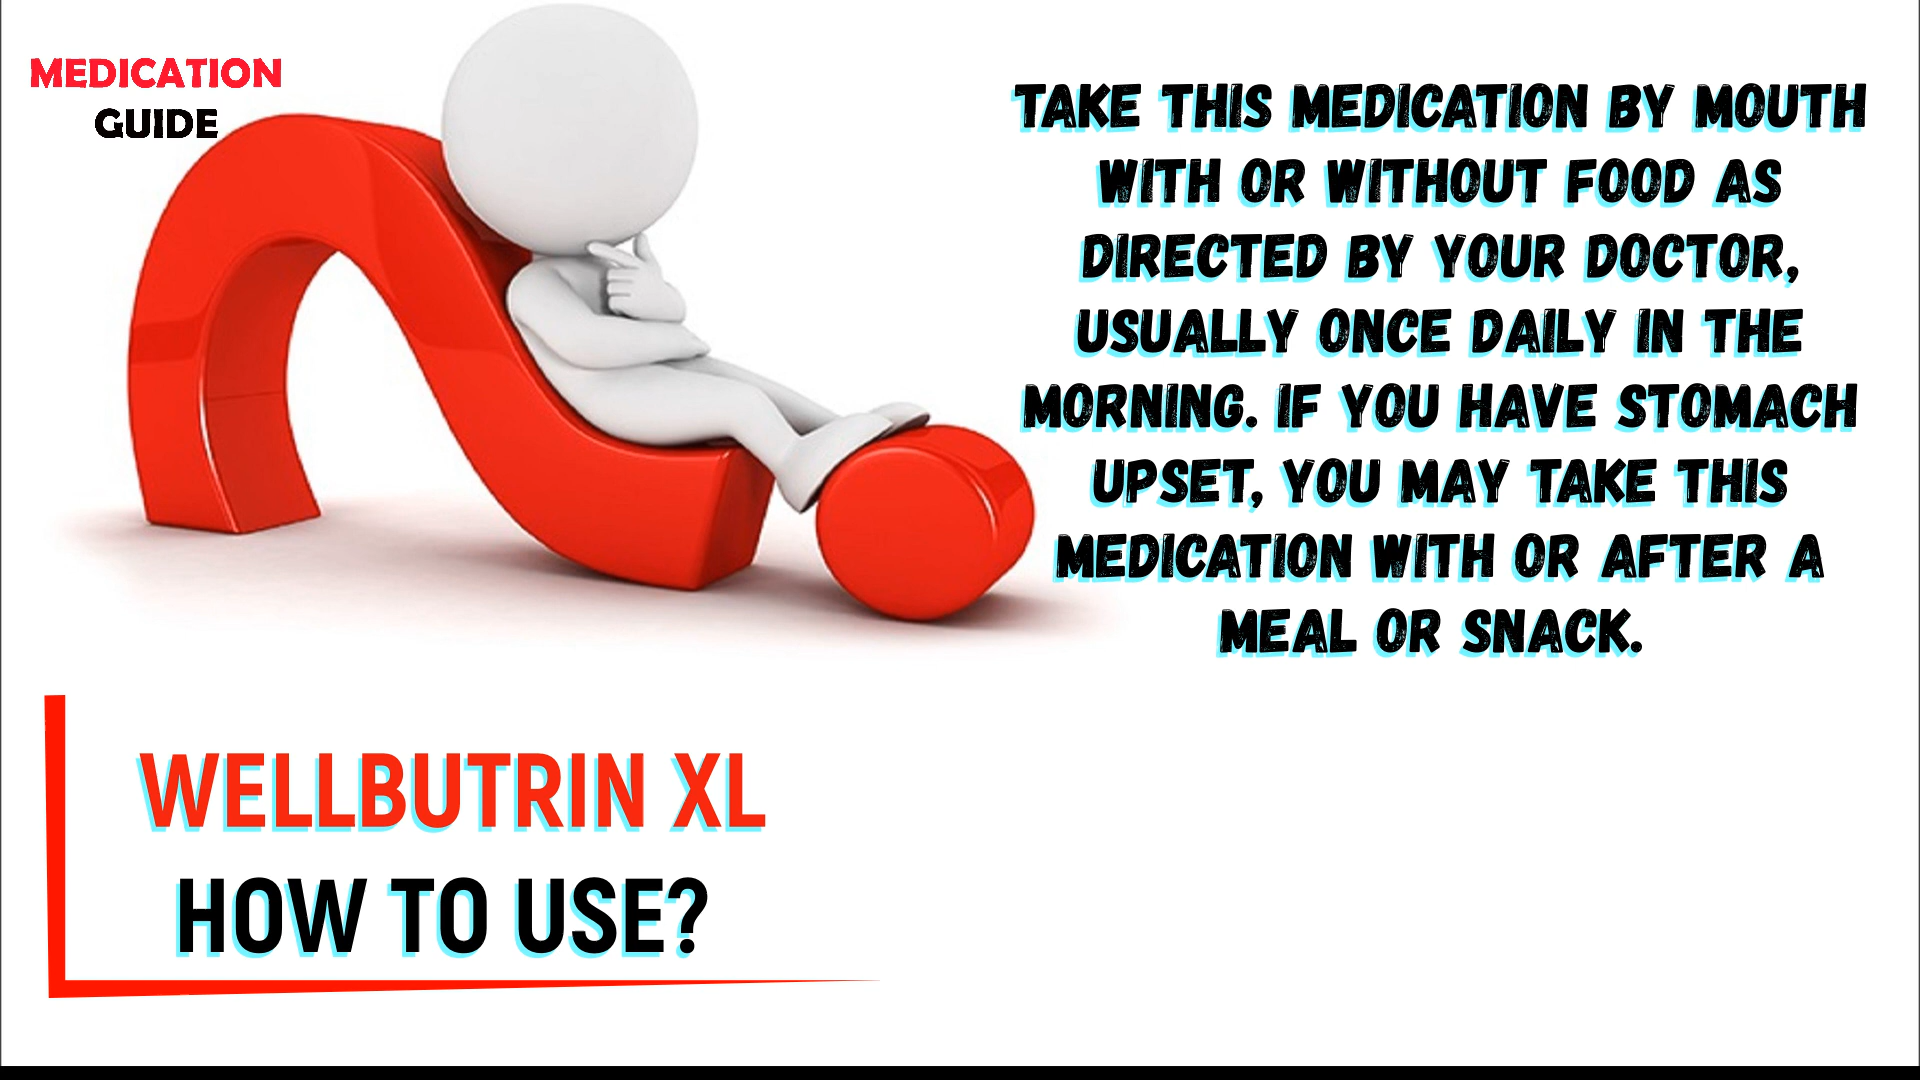 MEDICATION
GUIDE
TAKE THIS MEDICATION BY MOUTH
WITH OR WITHOUT FOOD AS
DIRECTED BY YOUR DOCTOR,
USUALLY ONCE DAILY IN THE
MORNING. IF YOU HAVE STOMACH
UPSET, YOU MAY TAKE THIS
MEDICATION WITH OR AFTER A
MEAL OR SNACK.
WELLBUTRIN XL
HOW TO USE?